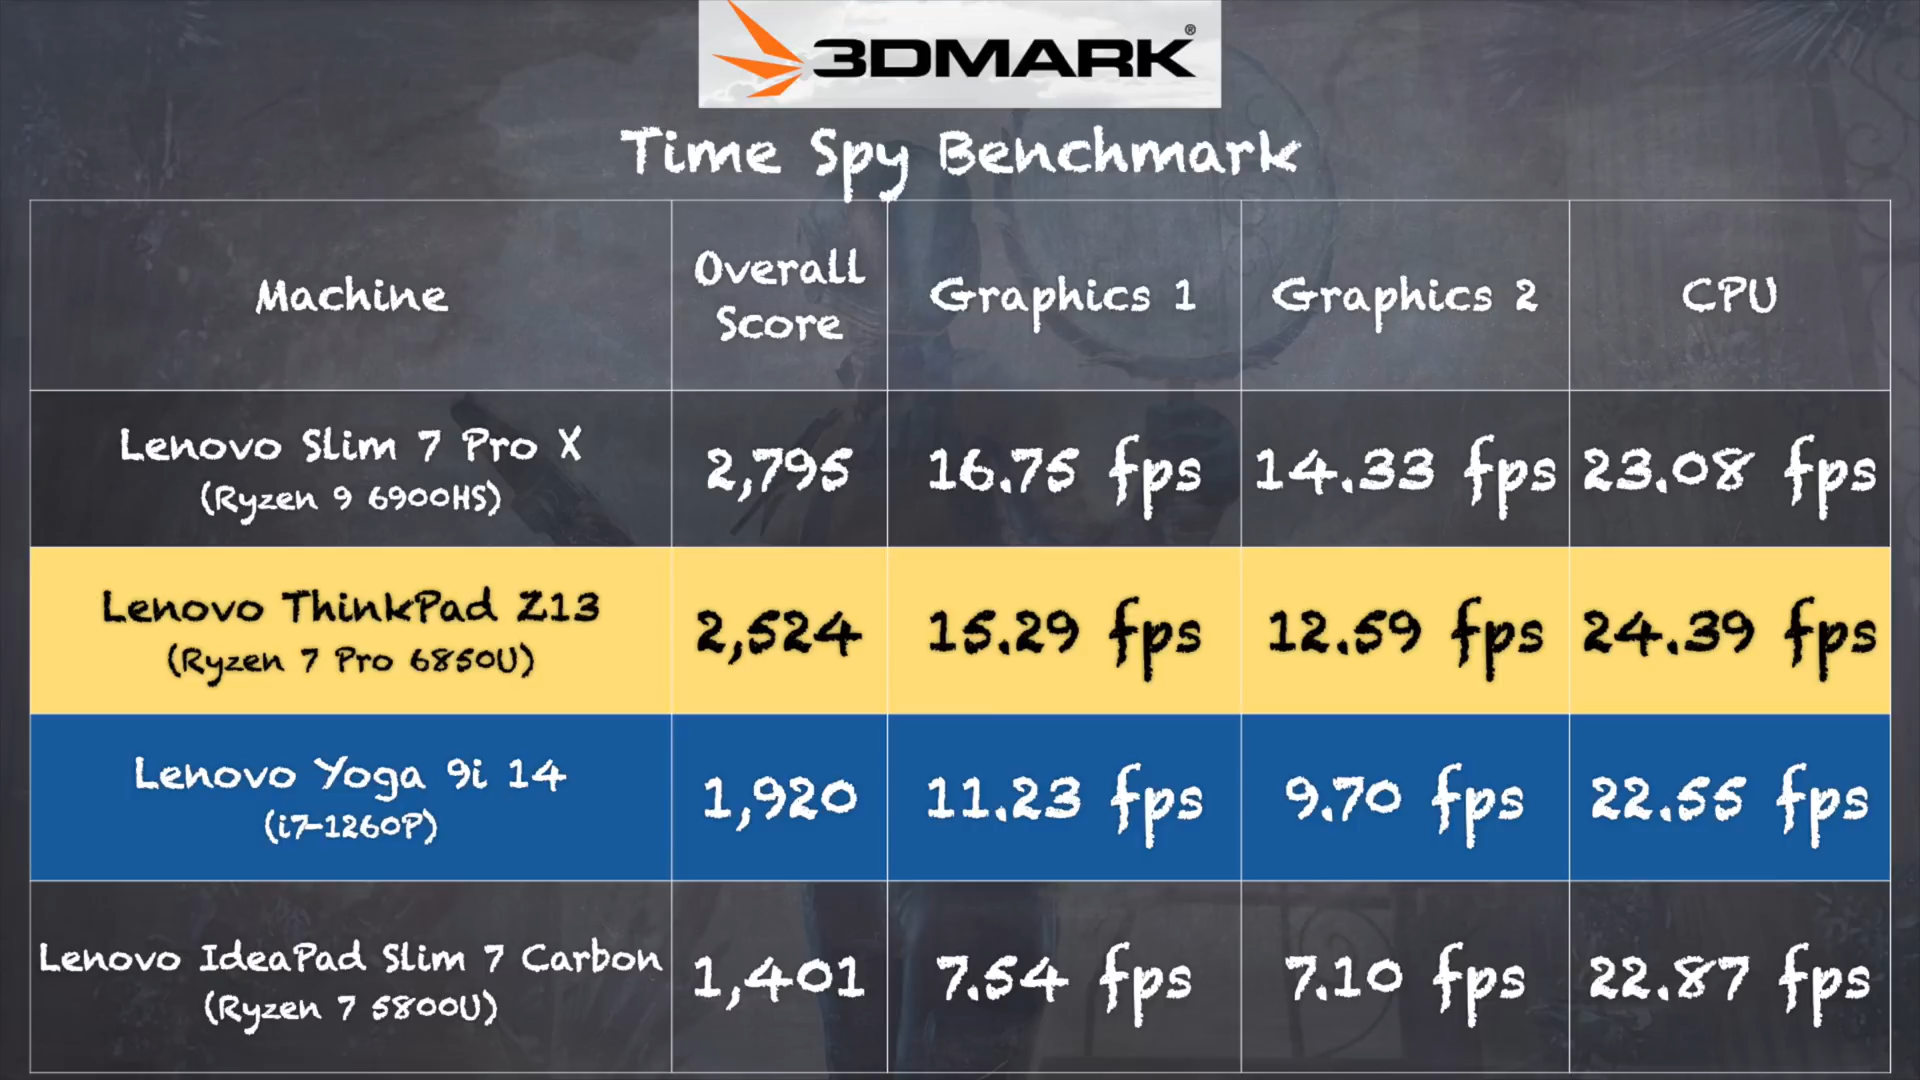 3DMARK®
Time Spy Benchmark
Machine
Overall
Score
Graphics 1
Graphics 2
CPU
Lenovo Slim 7 Pro X
(Ryzen 9 6900HS)
2,795
16.75 fps
14.33 fps
23.08 fps
Lenovo ThinkPad Z13
(Ryzen 7 Pro 6850U)
2,524
15.29 fps
12.59 fps
24.39 fps
Lenovo Yoga 9i 14
(i7-1260P)
1,920
11.23 fps
9.70 fps
22.55 fps
Lenovo IdeaPad Slim 7 Carbon
(Ryzen 7 5800U)
1,401
7.54 fps
7.10 fps
22.87 fps